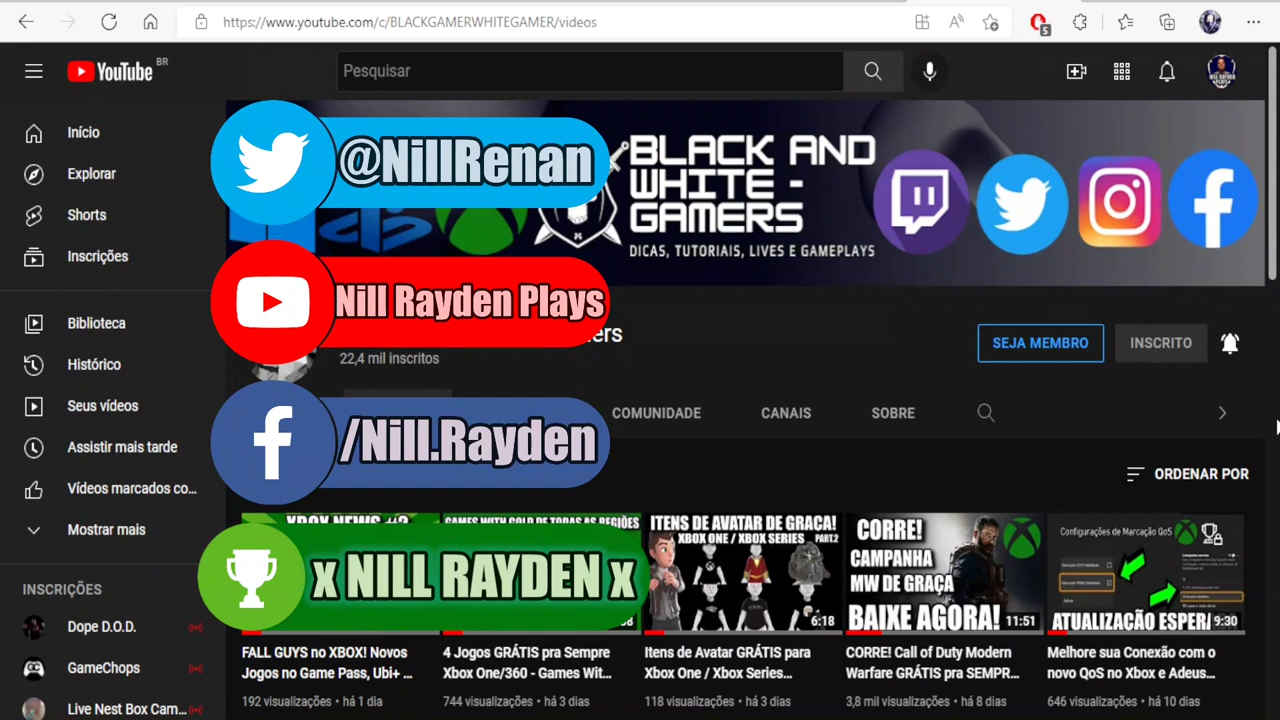 https://www.youtube.com/c/BLACKGAMERWHITEGAMER/videos
5
YouTube BR
Pesquisar
Início
Explorar
Shorts
Inscrições
Biblioteca
Histórico
Seus vídeos
Assistir mais tarde
Vídeos marcados co...
Mostrar mais
INSCRIÇÕES
Dope D.O.D.
GameChops
Live Nest Box Cam...
@NillRenan
Nill Rayden Plays
/Nill.Rayden
x NILL RAYDEN x
BLACK AND
WHITE -
GAMERS
DICAS, TUTORIAIS, LIVES E GAMEPLAYS
22,4 mil inscritos
SEJA MEMBRO
INSCRITO
COMUNIDADE
CANAIS
SOBRE
ORDENAR POR
XBOX NEWS #2
GAMES WITH GOLD DE TODAS AS REGIÕES
ITENS DE AVATAR DE GRAÇA!
XBOX ONE / XBOX SERIES
PART.2
6:18
CORRE!
CAMPANHA
MW DE GRAÇA
BAIXE AGORA!
11:51
Configurações de Marcação QoS
ATUALIZAÇÃO
9:30
FALL GUYS no XBOX! Novos
Jogos no Game Pass, Ubi+ ...
192 visualizações • há 1 dia
4 Jogos GRÁTIS pra Sempre
Xbox One/360 - Games Wit...
744 visualizações • há 3 dias
Itens de Avatar GRÁTIS para
Xbox One / Xbox Series...
118 visualizações • há 3 dias
CORRE! Call of Duty Modern
Warfare GRÁTIS pra SEMPR...
3,8 mil visualizações • há 8 dias
Melhore sua Conexão com o
novo QoS no Xbox e Adeus...
646 visualizações • há 10 dias